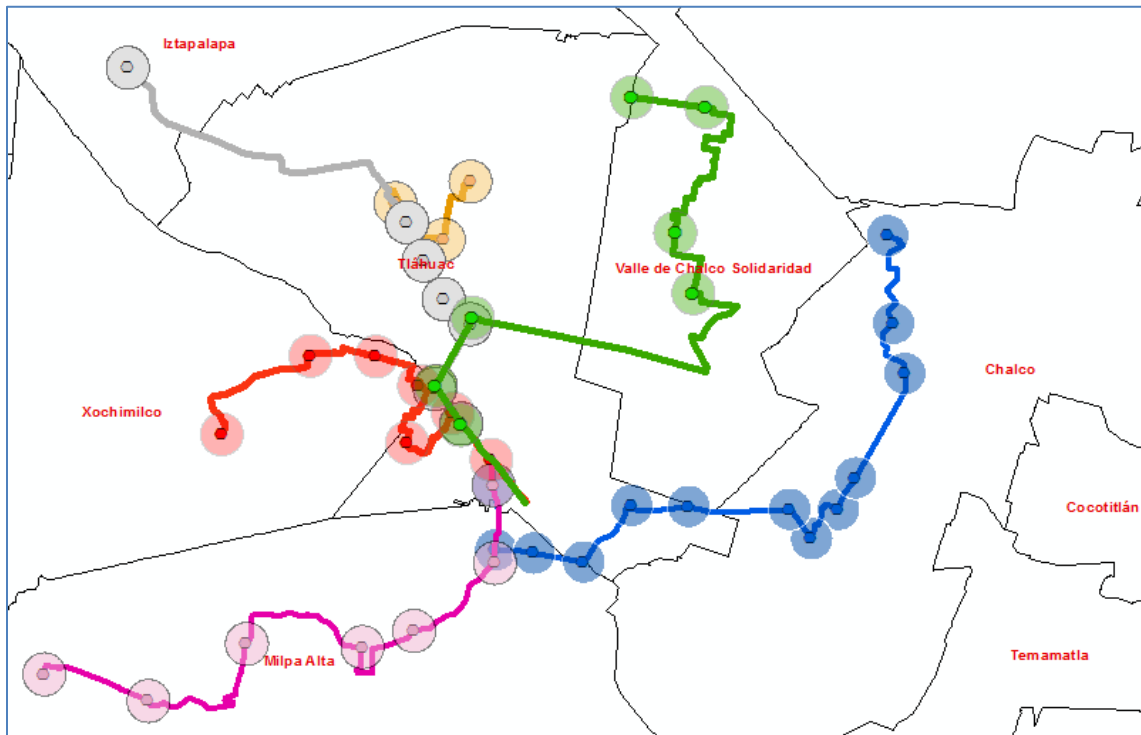 Iztapalapa
Tláhuac
Valle de Chalco Solidaridad
Chalco
Xochimilco
Cocotitlán
Milpa Alta
Temamatla